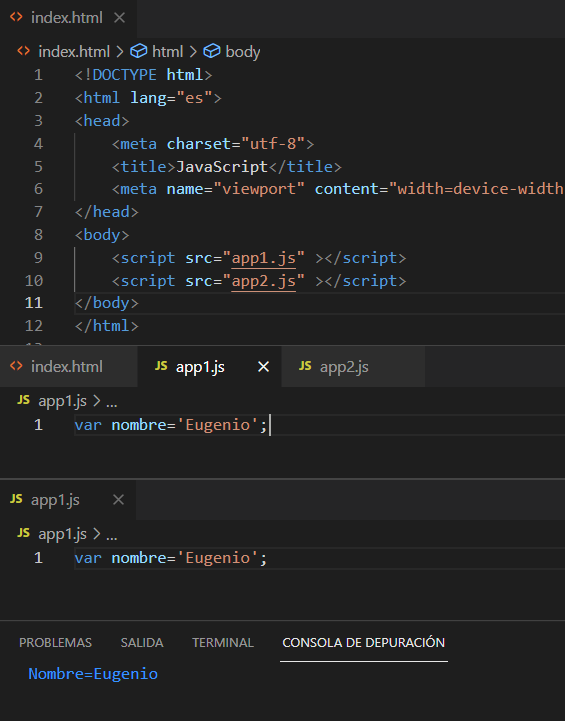 index.html
index.html > html > body
1 <!DOCTYPE html>
2 <html lang="es">
3 <head>
4 <meta charset="utf-8">
5 <title>JavaScript</title>
6 <meta name="viewport" content="width=device-width
7 </head>
8 <body>
9 <script src="app1.js" ></script>
10 <script src="app2.js" ></script>
11 </body>
12 </html>
index.html JS app1.js JS app2.js
JS app1.js > ...
1 var nombre='Eugenio';
JS app1.js
JS app1.js > ...
1 var nombre='Eugenio';
PROBLEMAS SALIDA TERMINAL CONSOLA DE DEPURACIÓN
Nombre=Eugenio